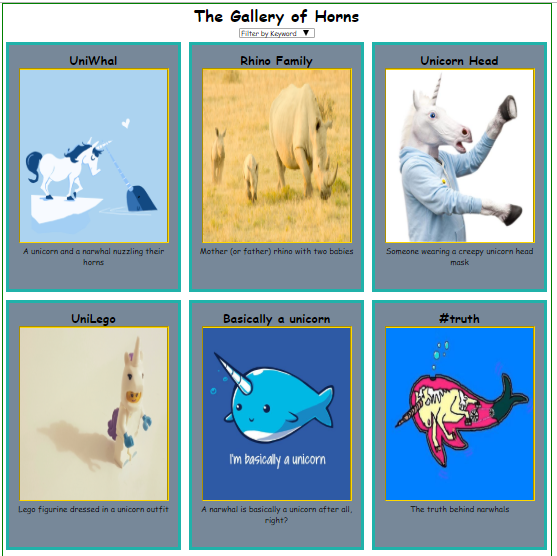 The Gallery of Horns
Filter by Keyword ▼
UniWhal
Rhino Family
Unicorn Head
A unicorn and a narwhal nuzzling their
horns
Mother (or father) rhino with two babies
Someone wearing a creepy unicorn head
mask
UniLego
Basically a unicorn
#truth
I'm basically a unicorn
Lego figurine dressed in a unicorn outfit
A narwhal is basically a unicorn after all,
right?
The truth behind narwhals